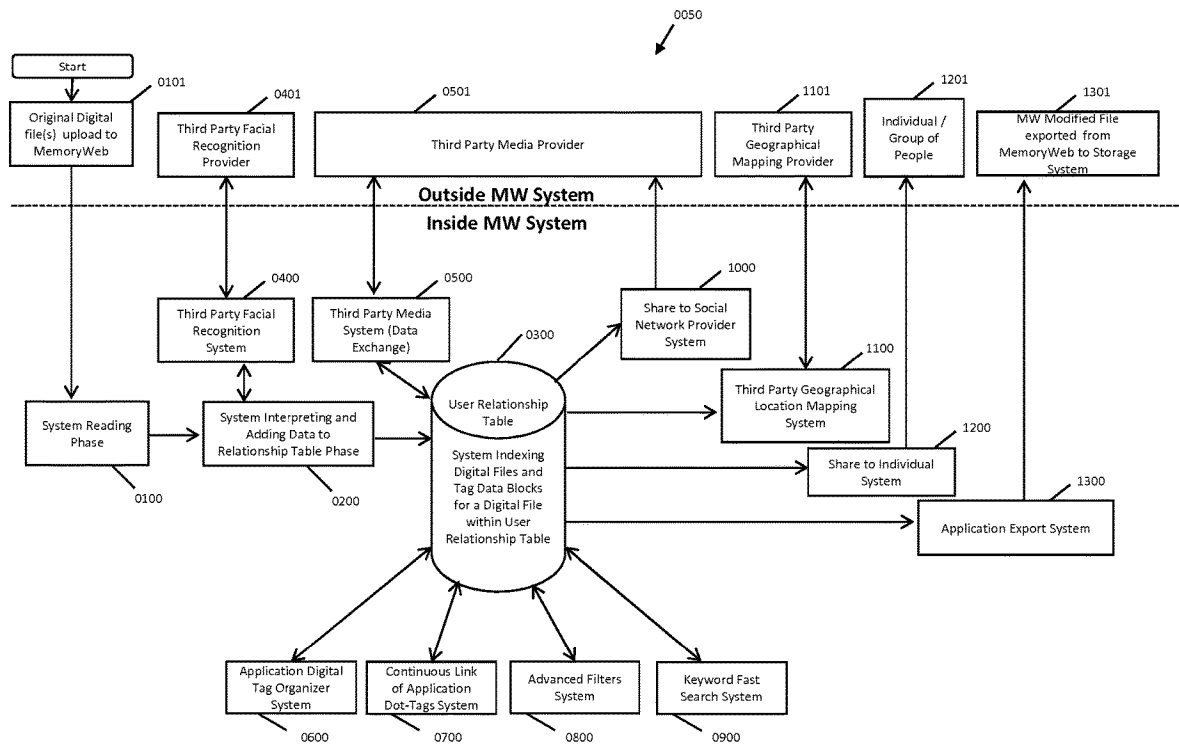 0050
Start
0101
Original Digital
file(s) upload to
MemoryWeb
0401
Third Party Facial
Recognition
Provider
0501
Third Party Media Provider
1101
Third Party
Geographical
Mapping Provider
1201
Individual /
Group of
People
1301
MW Modified File
exported from
MemoryWeb to Storage
System
Outside MW System
Inside MW System
0400
Third Party Facial
Recognition
System
0500
Third Party Media
System (Data
Exchange)
1000
Share to Social
Network Provider
System
0300
User Relationship
Table
System Indexing
Digital Files and
Tag Data Blocks
for a Digital File
within User
Relationship Table
1100
Third Party Geographical
Location Mapping
System
System Reading
Phase
0100
System Interpreting and
Adding Data to
Relationship Table Phase
0200
1200
Share to Individual
System
1300
Application Export System
Application Digital
Tag Organizer
System
0600
Continuous Link
of Application
Dot-Tags System
0700
Advanced Filters
System
0800
Keyword Fast
Search System
0900